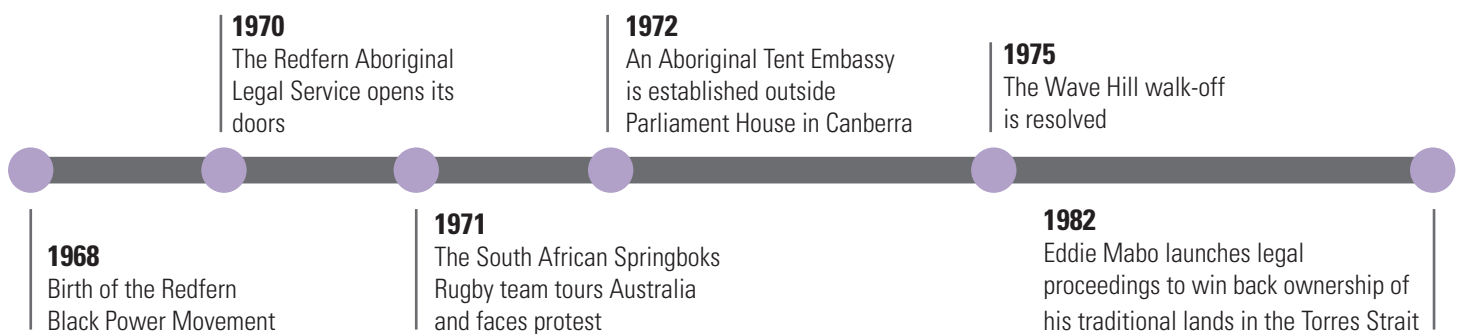 1968
Birth of the Redfern
Black Power Movement
1970
The Redfern Aboriginal
Legal Service opens its
doors
1971
The South African Springboks
Rugby team tours Australia
and faces protest
1972
An Aboriginal Tent Embassy
is established outside
Parliament House in Canberra
1975
The Wave Hill walk-off
is resolved
1982
Eddie Mabo launches legal
proceedings to win back ownership of
his traditional lands in the Torres Strait